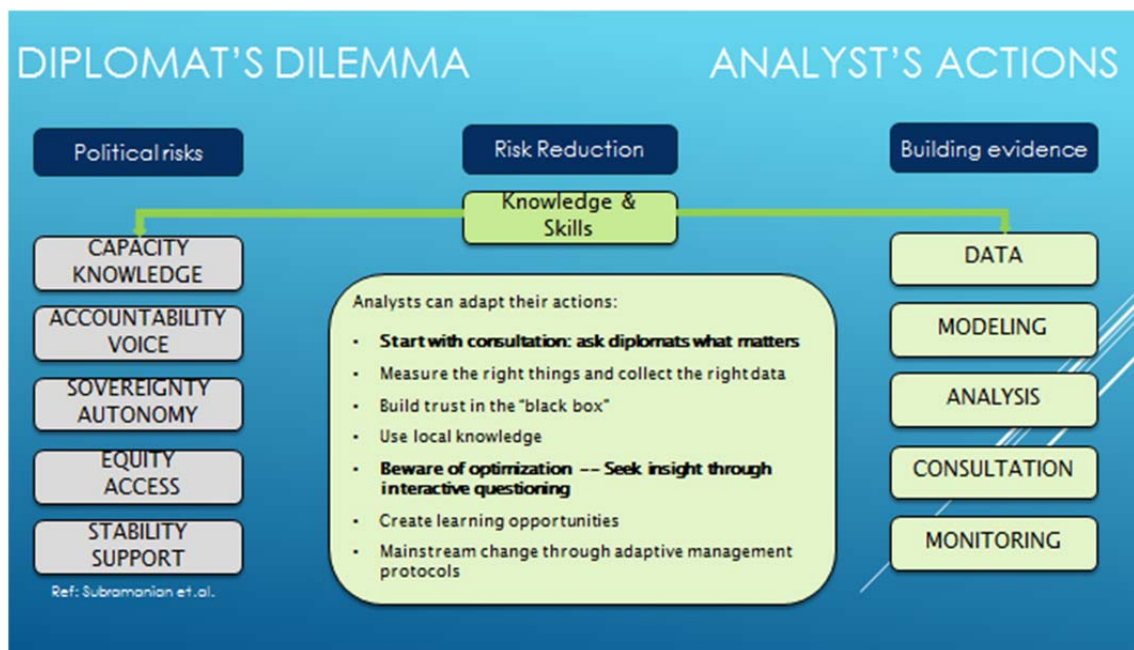 DIPLOMAT'S DILEMMA
ANALYST'S ACTIONS
Political risks
Risk Reduction
Building evidence
Knowledge &
Skills
CAPACITY
KNOWLEDGE
ACCOUNTABILITY
VOICE
SOVEREIGNTY
AUTONOMY
EQUITY
ACCESS
STABILITY
SUPPORT
Ref: Subramanian et.al.
Analysts can adapt their actions:
• Start with consultation: ask diplomats what matters
• Measure the right things and collect the right data
• Build trust in the "black box"
• Use local knowledge
• Beware of optimization -- Seek insight through
interactive questioning
• Create learning opportunities
• Mainstream change through adaptive management
protocols
DATA
MODELING
ANALYSIS
CONSULTATION
MONITORING